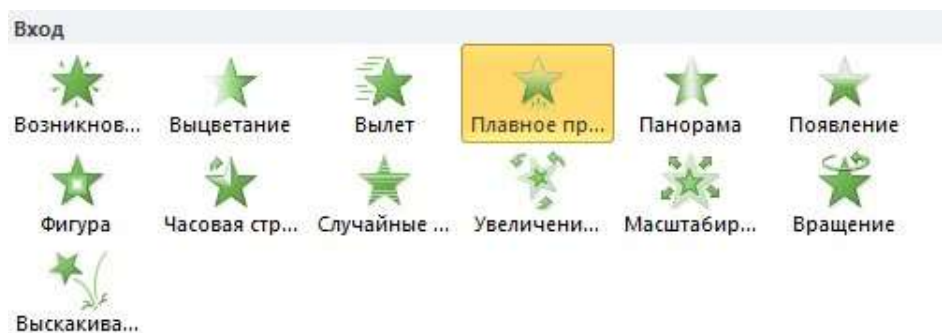 Вход
Возникнов... Выцветание Вылет Плавное пр... Панорама Появление
Фигура Часовая стр... Случайные ... Увеличени... Масштабир... Вращение
Выскакива...